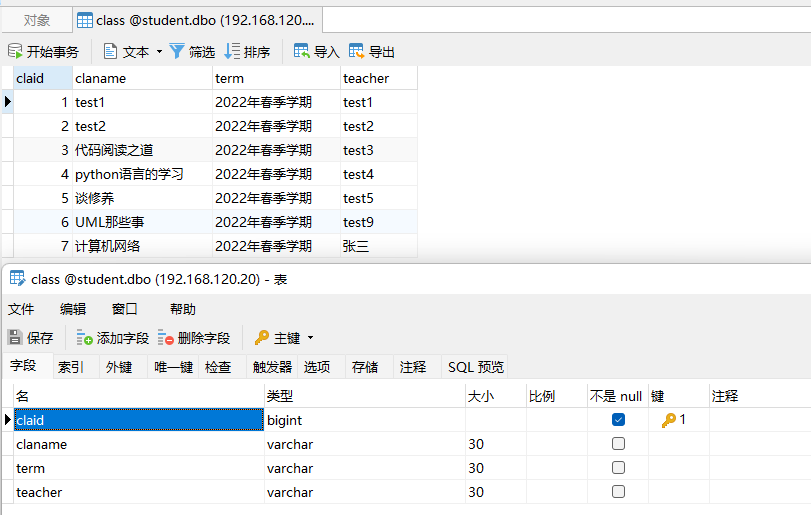 对象 class @student.dbo (192.168.120....
开始事务 文本 筛选 排序 导入 导出
claid claname term teacher
1 test1 2022年春季学期 test1
2 test2 2022年春季学期 test2
3 代码阅读之道 2022年春季学期 test3
4 python语言的学习 2022年春季学期 test4
5 谈修养 2022年春季学期 test5
6 UML那些事 2022年春季学期 test9
7 计算机网络 2022年春季学期 张三
class @student.dbo (192.168.120.20) - 表
文件 编辑 窗口 帮助
保存 添加字段 删除字段 主键
字段 索引 外键 唯一键 检查 触发器 选项 存储 注释 SQL 预览
名 类型 大小 比例 不是 null 键 注释
claid bigint 1
claname varchar 30
term varchar 30
teacher varchar 30